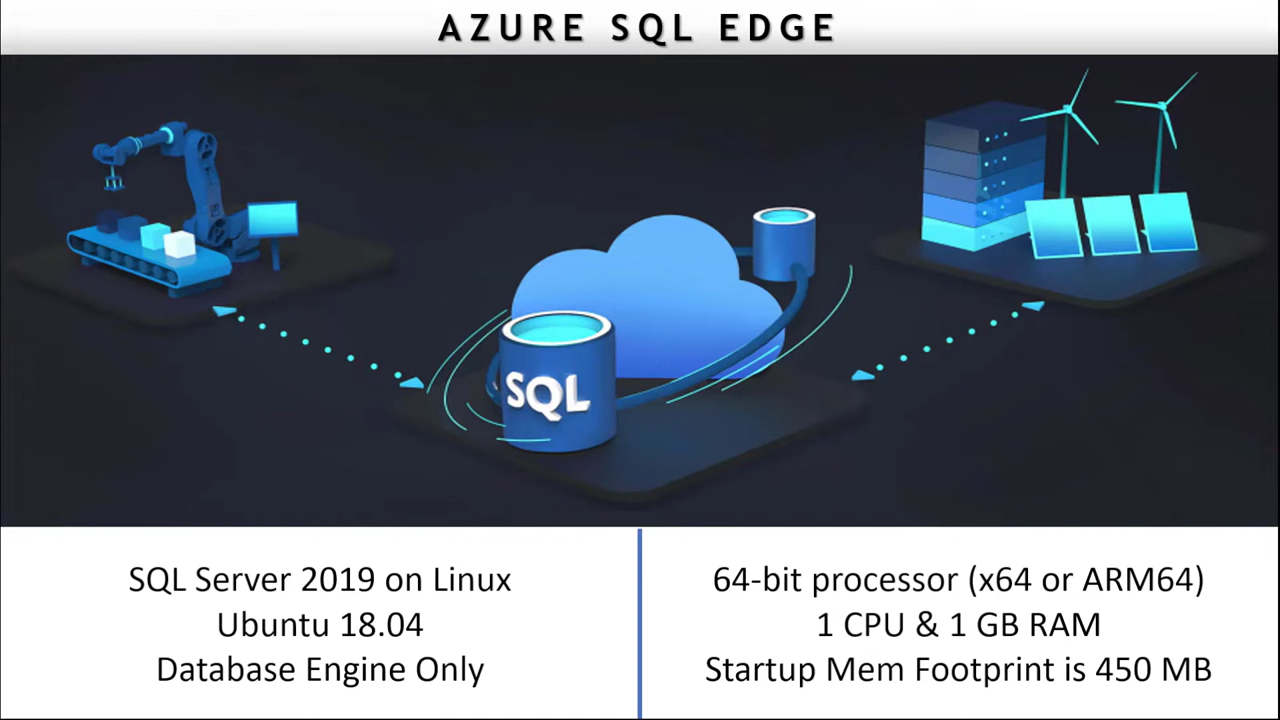 AZURE SQL EDGE
SQL
SQL Server 2019 on Linux
Ubuntu 18.04
Database Engine Only
64-bit processor (x64 or ARM64)
1 CPU & 1 GB RAM
Startup Mem Footprint is 450 MB